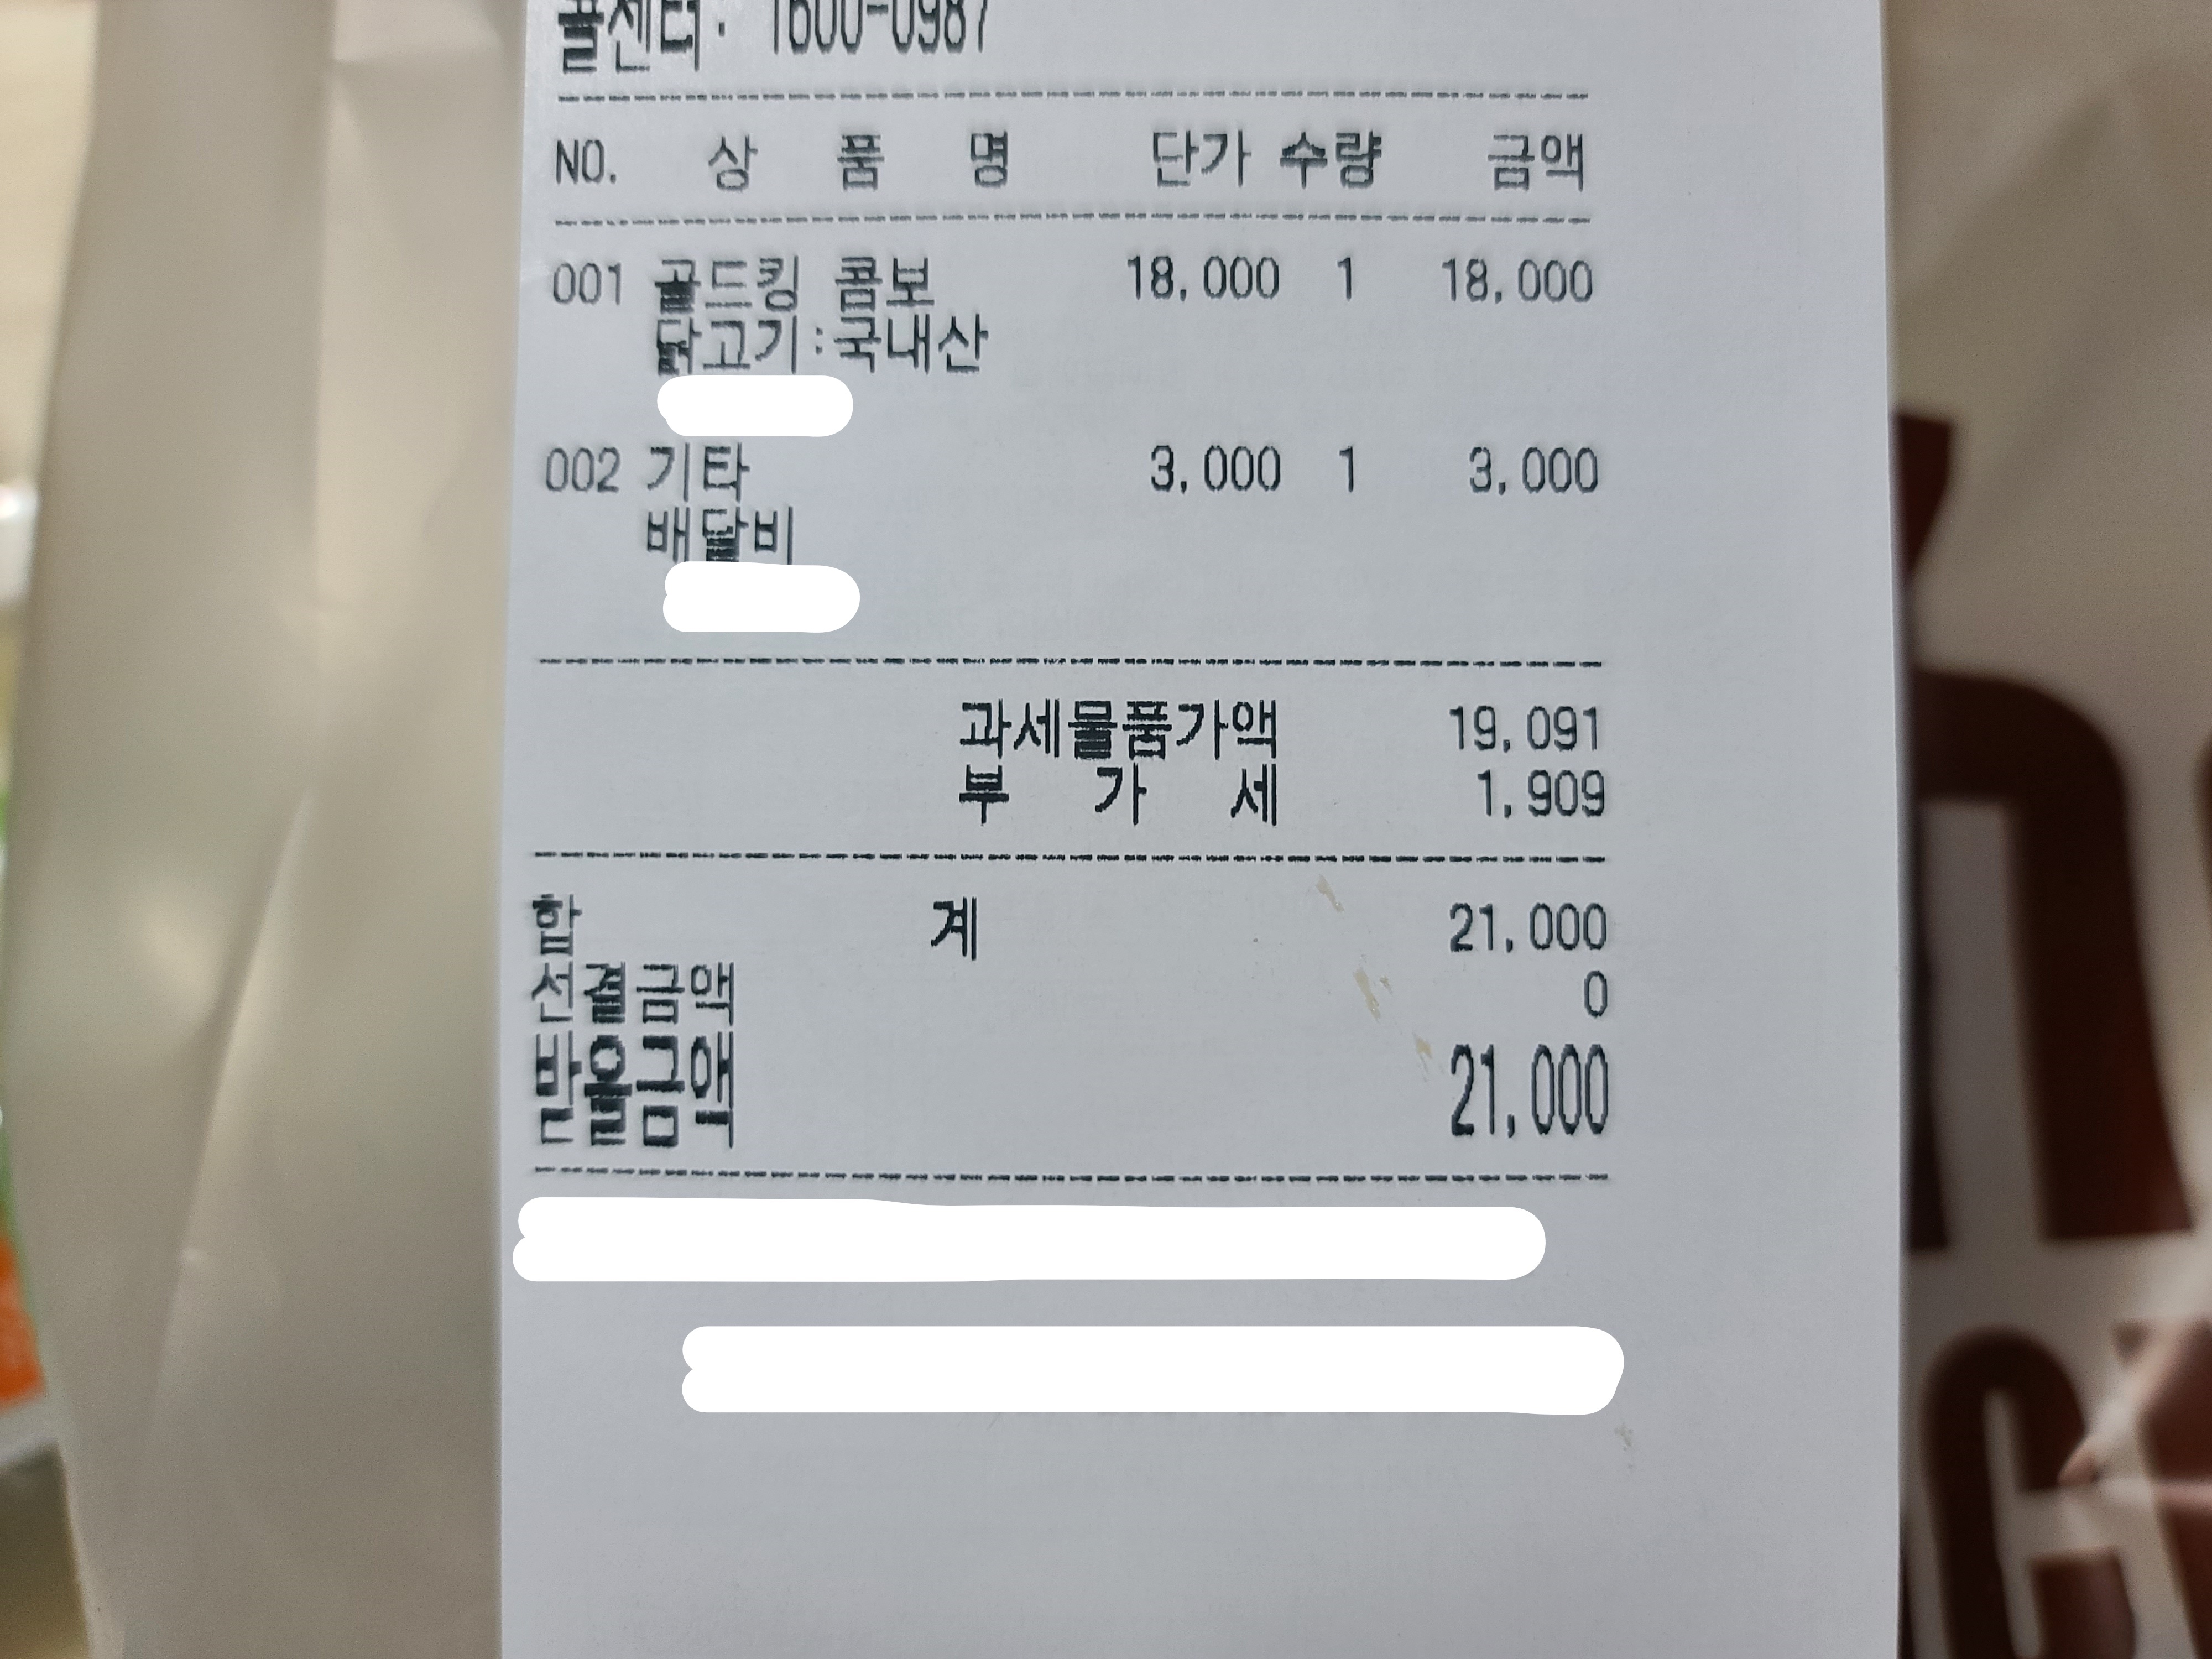 콜센터: 1600-0987
NO. 상 품 명 단가 수량 금액
001 골드킹 콤보 18,000 1 18,000
닭고기:국내산
002 기타 3,000 1 3,000
배달비
과세물품가액 19,091
부 가 세 1,909
합 계 21,000
선결금액 0
받을금액 21,000